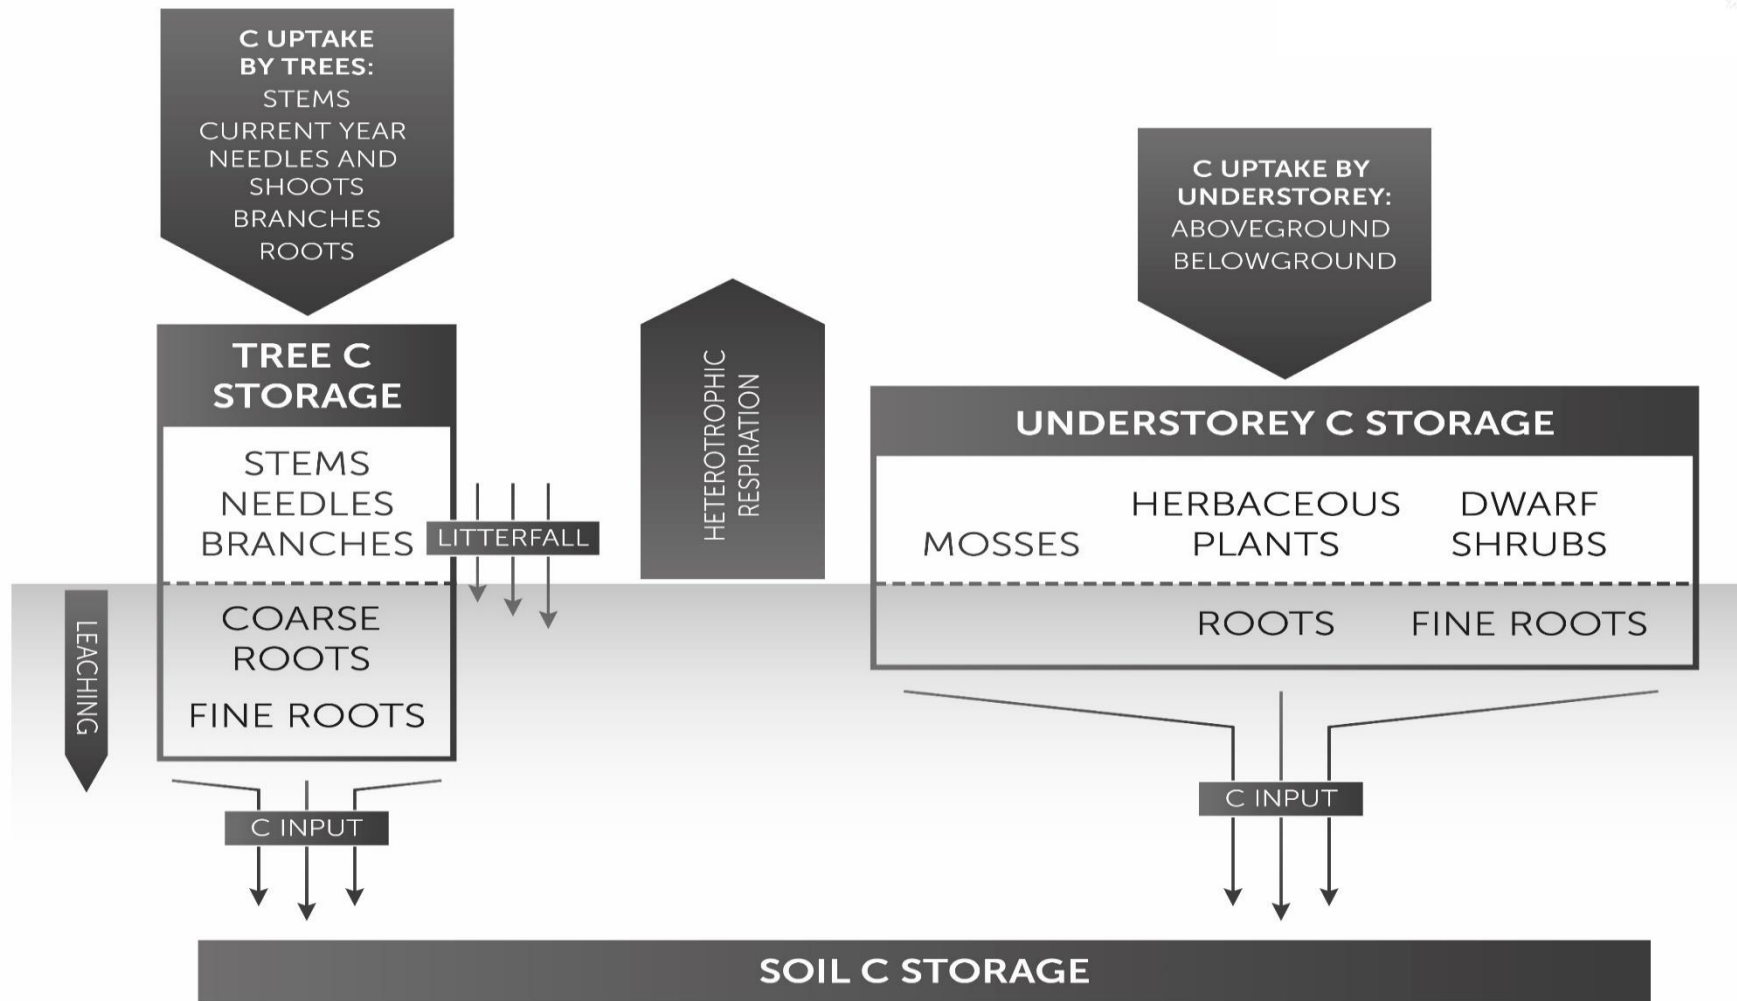 C UPTAKE
BY TREES:
STEMS
CURRENT YEAR
NEEDLES AND
SHOOTS
BRANCHES
ROOTS
C UPTAKE BY
UNDERSTOREY:
ABOVEGROUND
BELOWGROUND
TREE C
STORAGE
STEMS
NEEDLES
BRANCHES
LITTERFALL
COARSE
ROOTS
FINE ROOTS
LEACHING
C INPUT
HETEROTROPHIC
RESPIRATION
UNDERSTOREY C STORAGE
MOSSES
HERBACEOUS
PLANTS
DWARF
SHRUBS
ROOTS
FINE ROOTS
C INPUT
SOIL C STORAGE